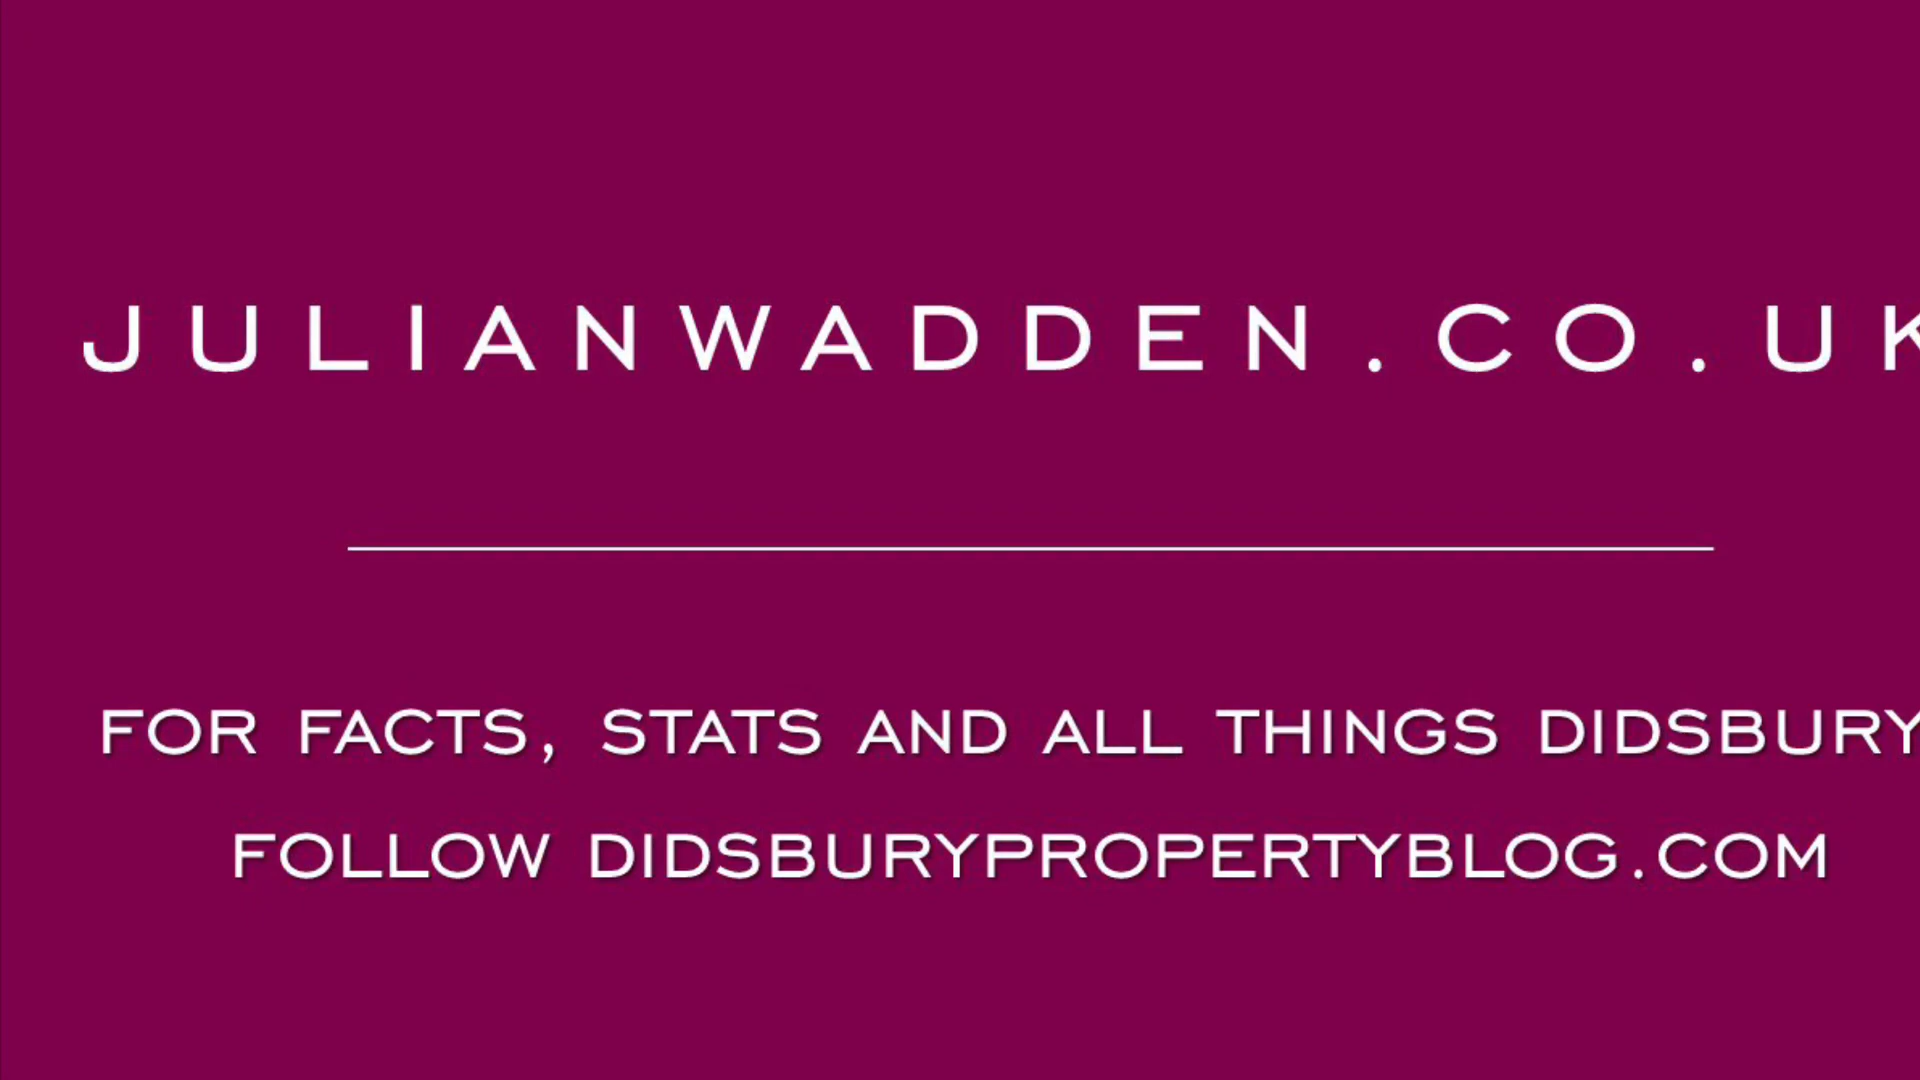 JULIANWADDEN.CO.UK
FOR FACTS, STATS AND ALL THINGS DIDSBURY
FOLLOW DIDSBURYPROPERTYBLOG.COM